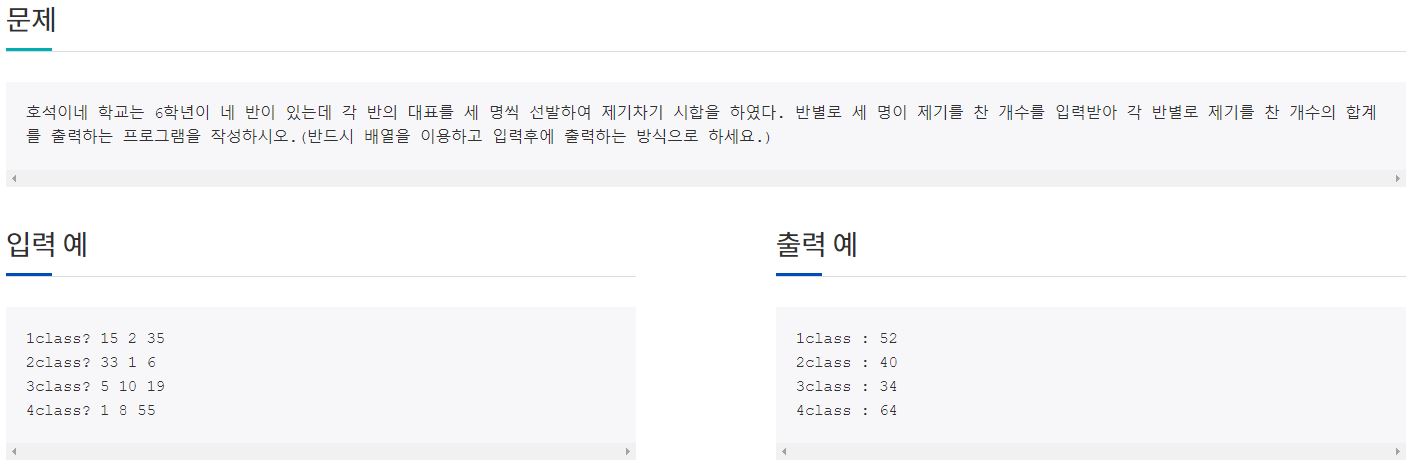 문제
호석이네 학교는 6학년이 네 반이 있는데 각 반의 대표를 세 명씩 선발하여 제기차기 시합을 하였다. 반별로 세 명이 제기를 찬 개수를 입력받아 각 반별로 제기를 찬 개수의 합계
를 출력하는 프로그램을 작성하시오.(반드시 배열을 이용하고 입력후에 출력하는 방식으로 하세요.)
입력 예
1class? 15 2 35
2class? 33 1 6
3class? 5 10 19
4class? 1 8 55
출력 예
1class : 52
2class : 40
3class : 34
4class : 64